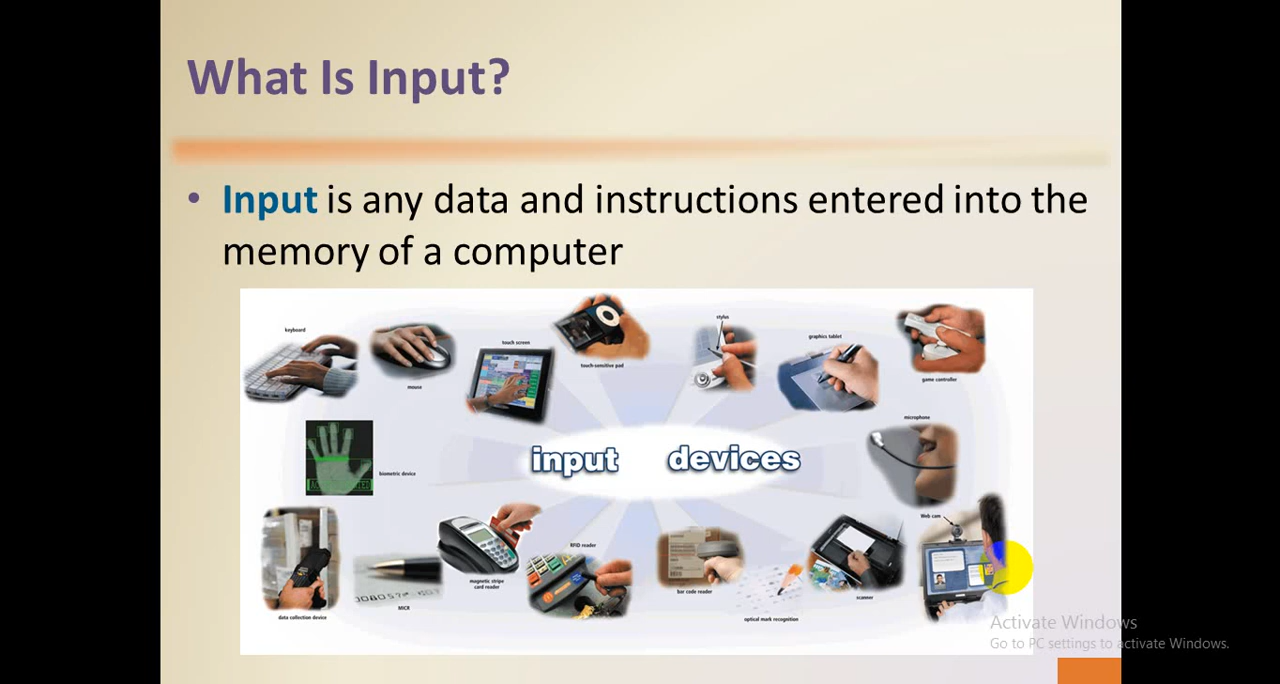 What Is Input?
• Input is any data and instructions entered into the
memory of a computer
keyboard
mouse
touch screen
touch-sensitive pad
stylus
graphics tablet
game controller
microphone
input devices
biometric device
Web cam
RFID reader
magnetic stripe
card reader
bar code reader
scanner
MICR
data collection device
optical mark recognition
Activate Windows
Go to PC settings to activate Windows.